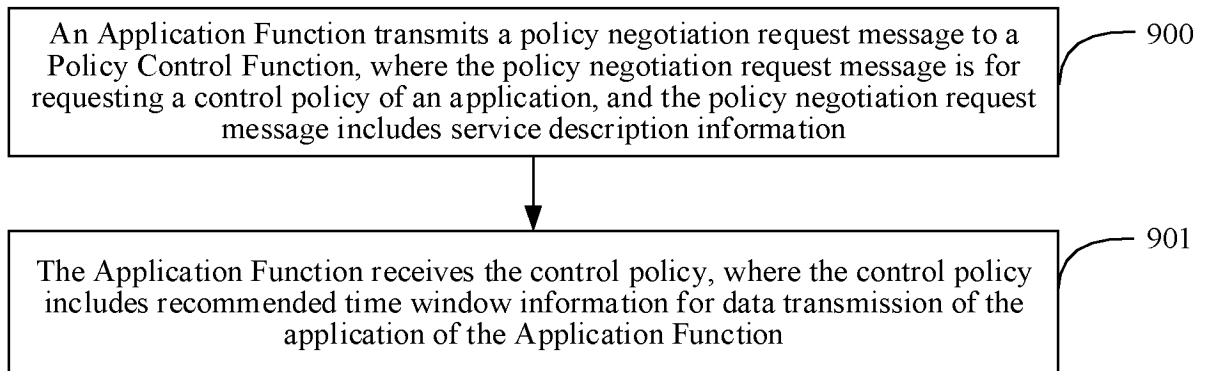 An Application Function transmits a policy negotiation request message to a
Policy Control Function, where the policy negotiation request message is for
requesting a control policy of an application, and the policy negotiation request
message includes service description information
900
The Application Function receives the control policy, where the control policy
includes recommended time window information for data transmission of the
application of the Application Function
901